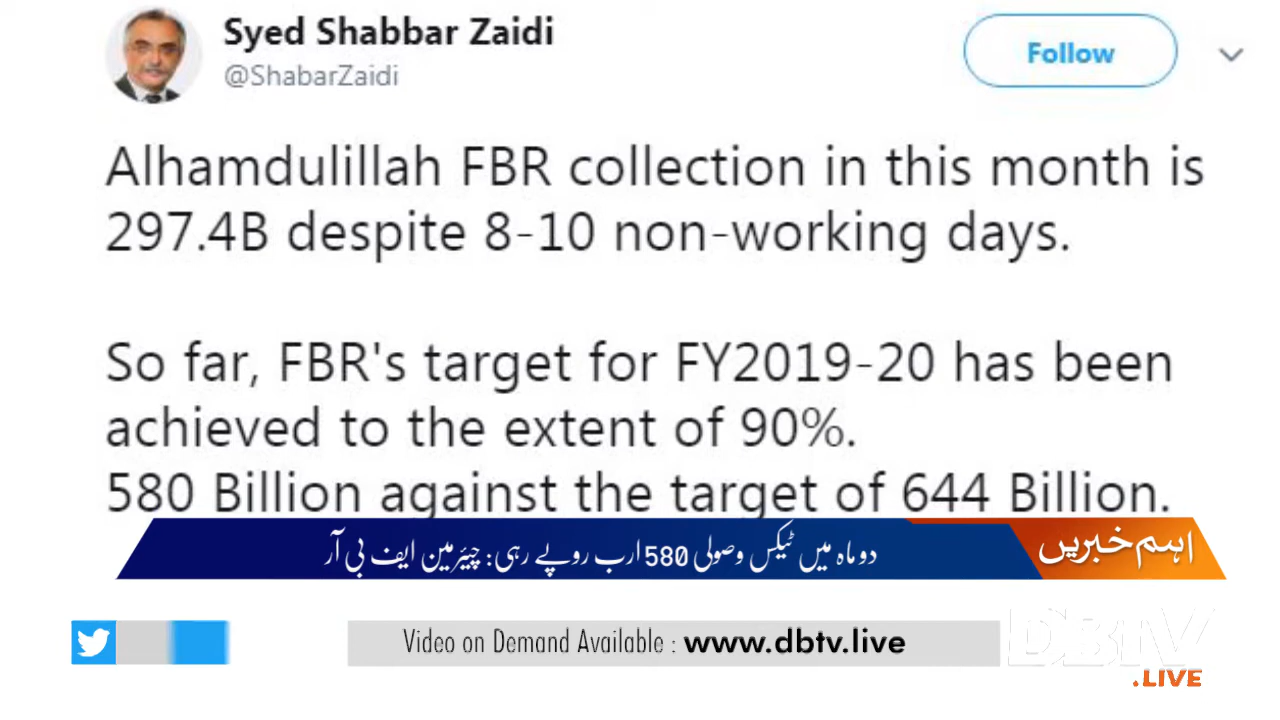 Syed Shabbar Zaidi
@ShabarZaidi
Follow
Alhamdulillah FBR collection in this month is
297.4B despite 8-10 non-working days.
So far, FBR's target for FY2019-20 has been
achieved to the extent of 90%.
580 Billion against the target of 644 Billion.
اہم خبریں
دو ماہ میں ٹیکس وصولی 580 ارب روپے رہی: چیئرمین ایف بی آر
Video on Demand Available : www.dbtv.live
DBTV
.LIVE